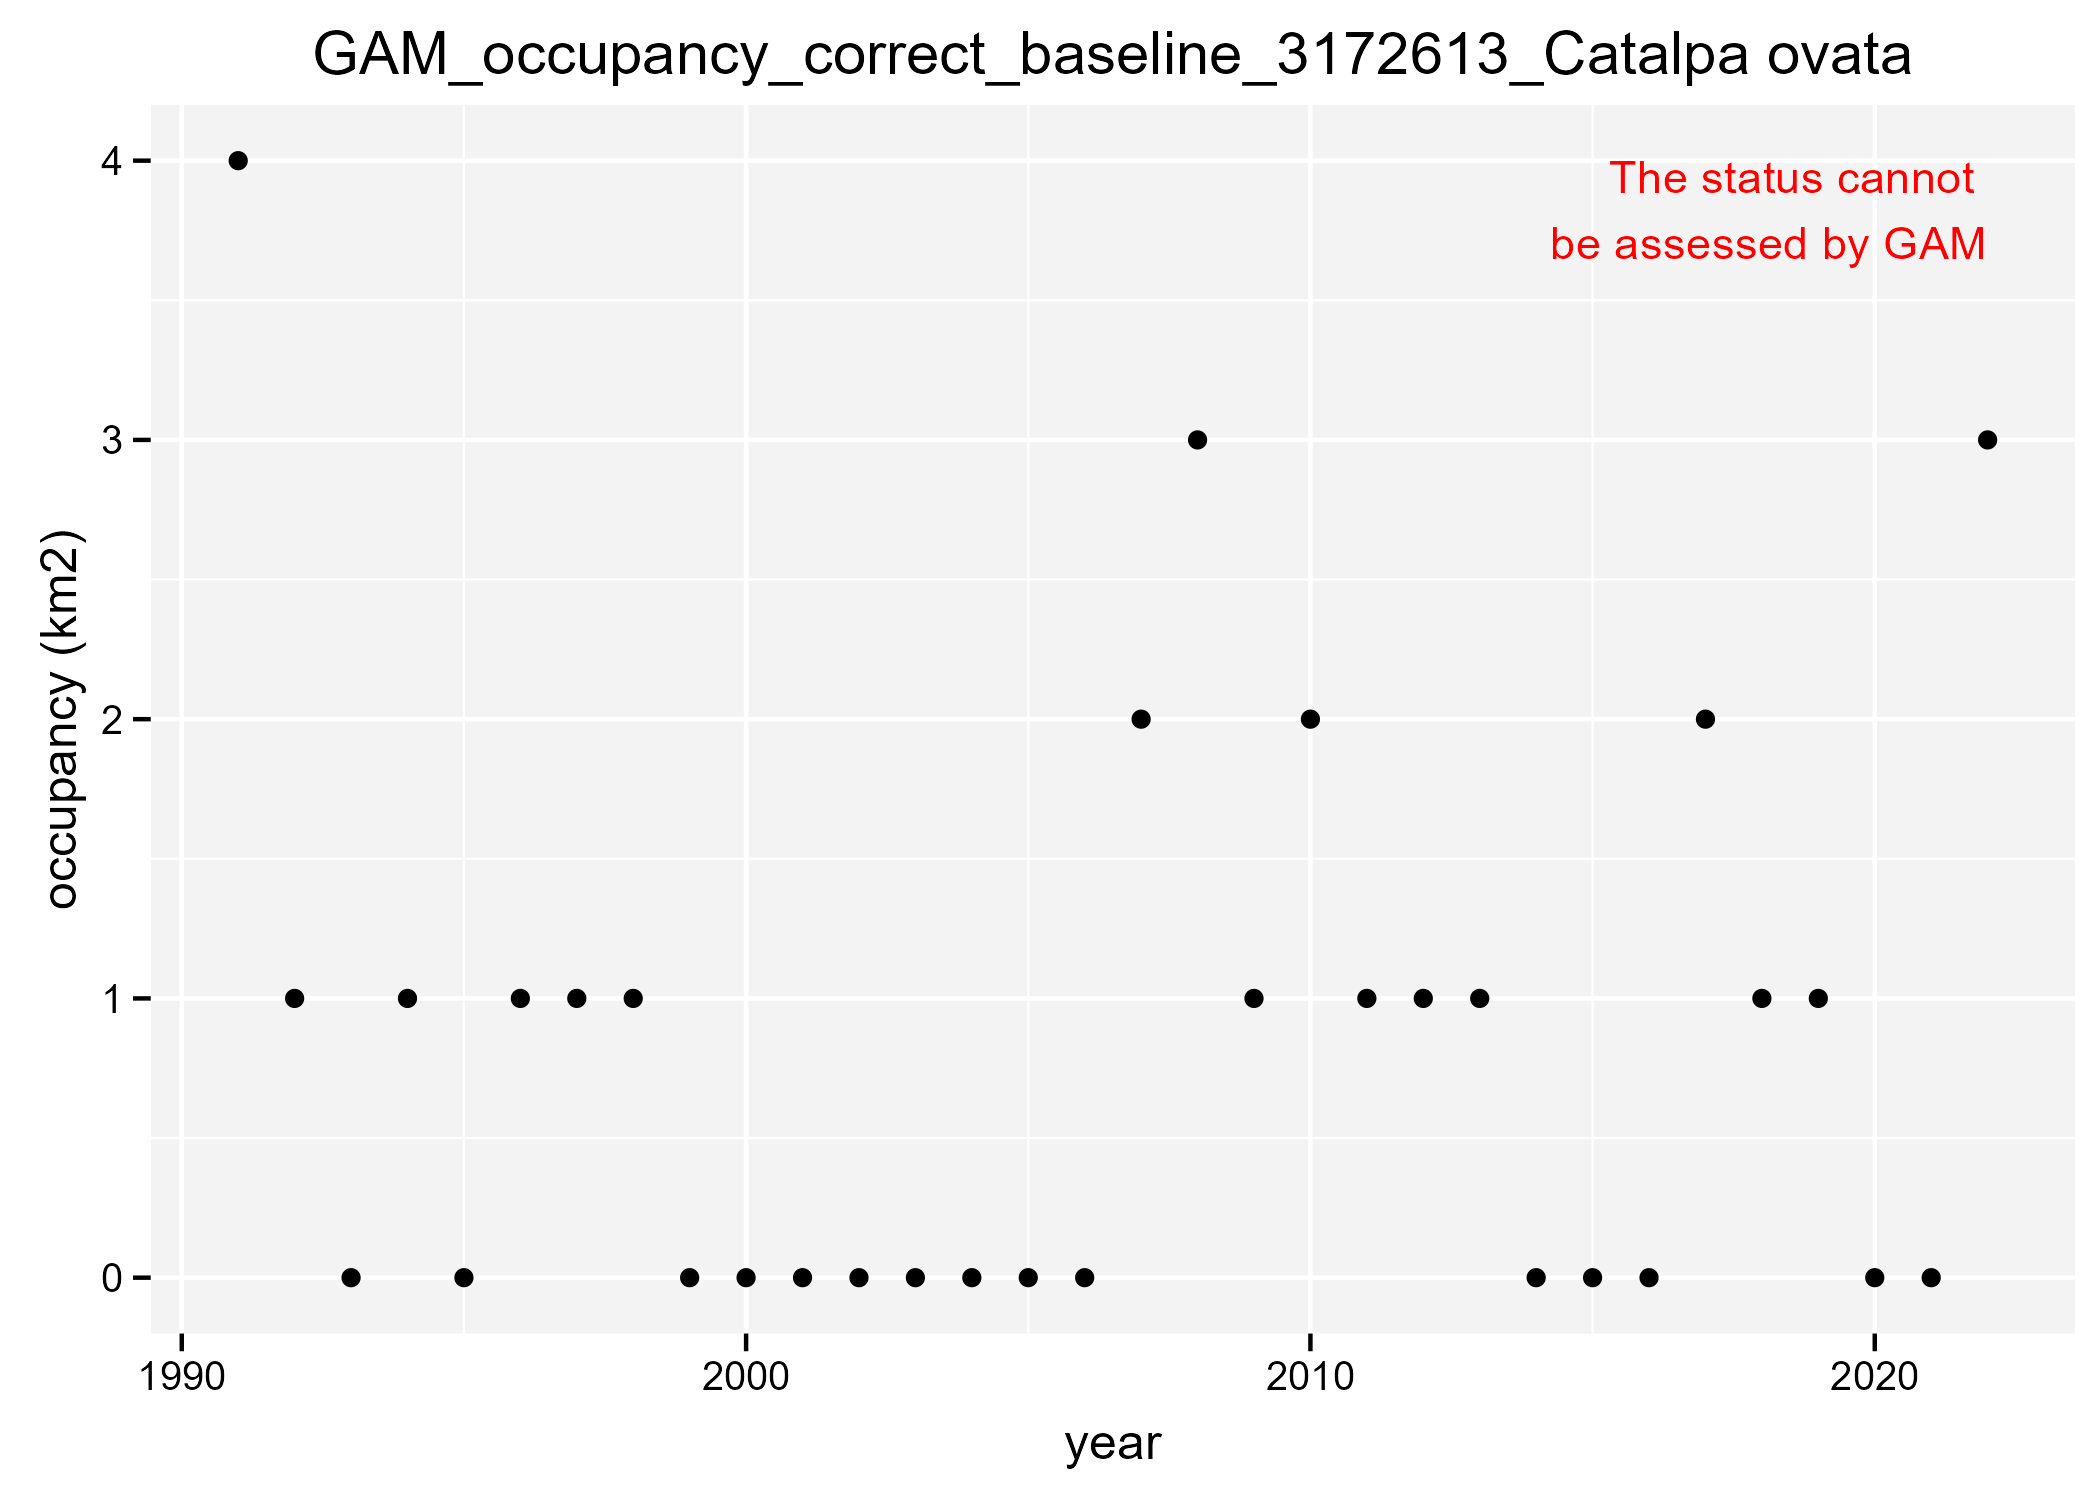 GAM_occupancy_correct_baseline_3172613_Catalpa ovata
The status cannot
be assessed by GAM
occupancy (km2)
4
3
2
1
0
1990 2000 2010 2020
year